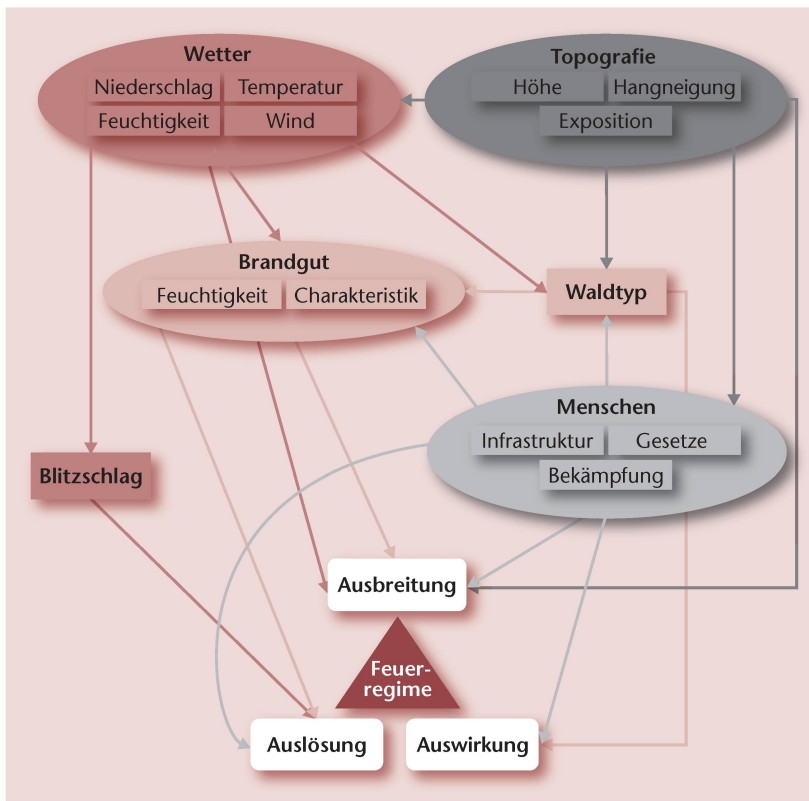 Wetter
Niederschlag Temperatur
Feuchtigkeit Wind
Topografie
Höhe Hangneigung
Exposition
Brandgut
Feuchtigkeit Charakteristik
Waldtyp
Menschen
Infrastruktur Gesetze
Bekämpfung
Blitzschlag
Ausbreitung
Feuer-
regime
Auslösung
Auswirkung